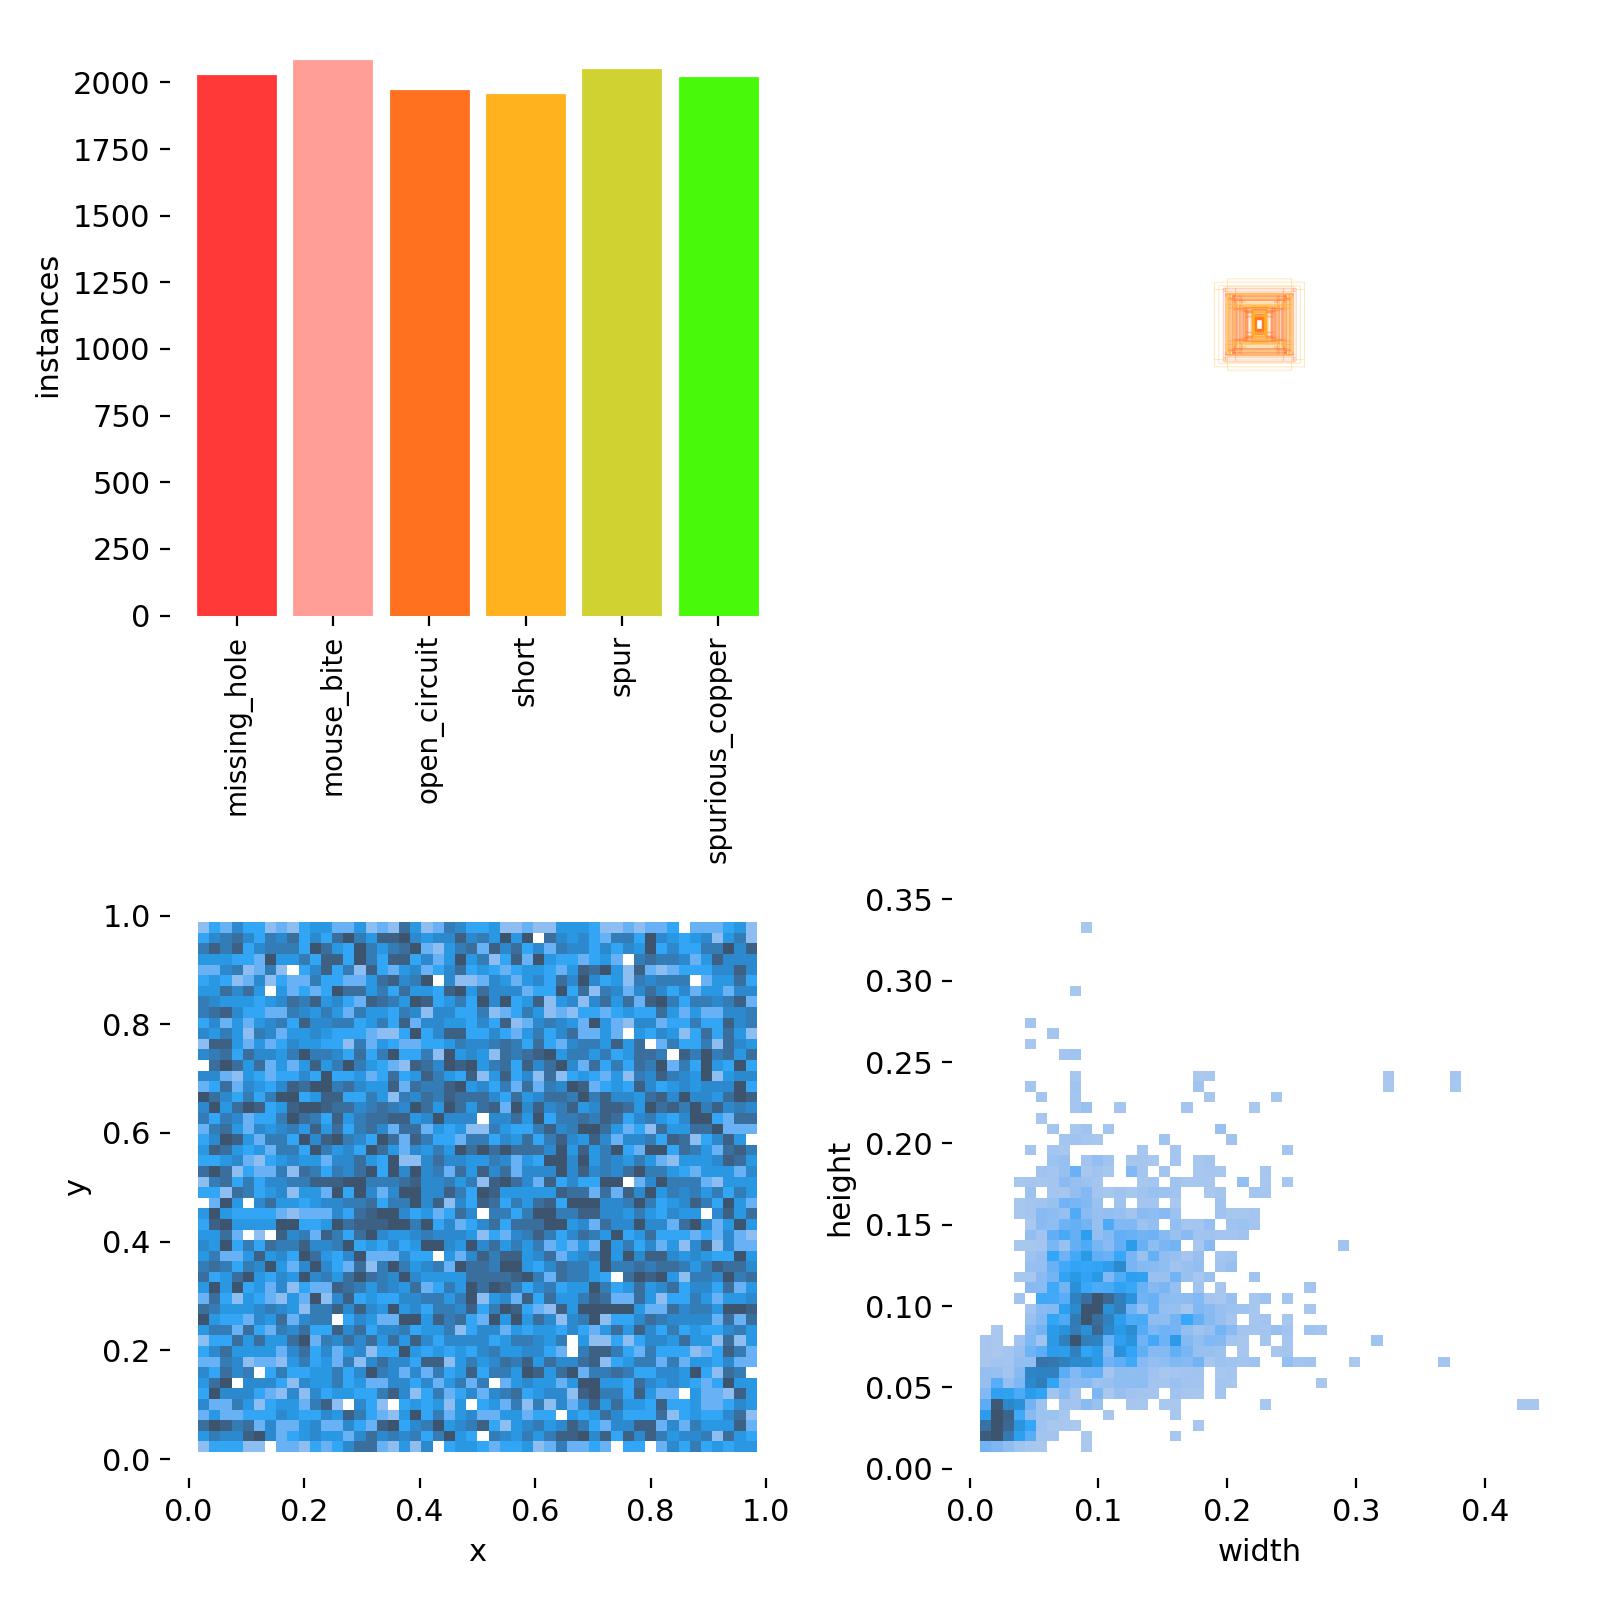 2000
1750
1500
1250
1000
750
500
250
0
instances
missing_hole
mouse_bite
open_circuit
short
spur
spurious_copper
1.0
0.8
0.6
0.4
0.2
0.0
y
0.0 0.2 0.4 0.6 0.8 1.0
x
0.35
0.30
0.25
0.20
0.15
0.10
0.05
0.00
height
0.0 0.1 0.2 0.3 0.4
width